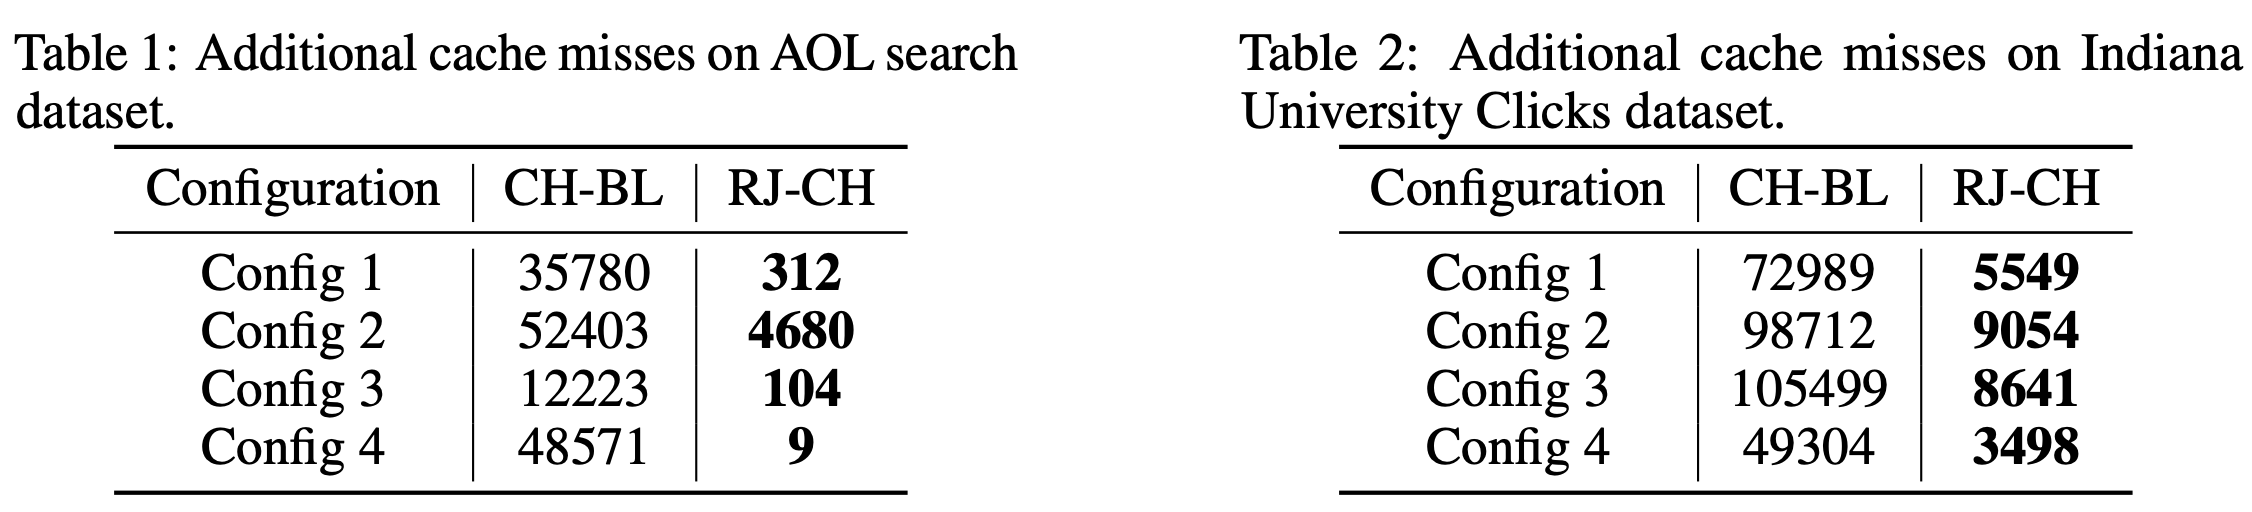 Table 1: Additional cache misses on AOL search
dataset.
Configuration CH-BL RJ-CH
Config 1 35780 312
Config 2 52403 4680
Config 3 12223 104
Config 4 48571 9
Table 2: Additional cache misses on Indiana
University Clicks dataset.
Configuration CH-BL RJ-CH
Config 1 72989 5549
Config 2 98712 9054
Config 3 105499 8641
Config 4 49304 3498